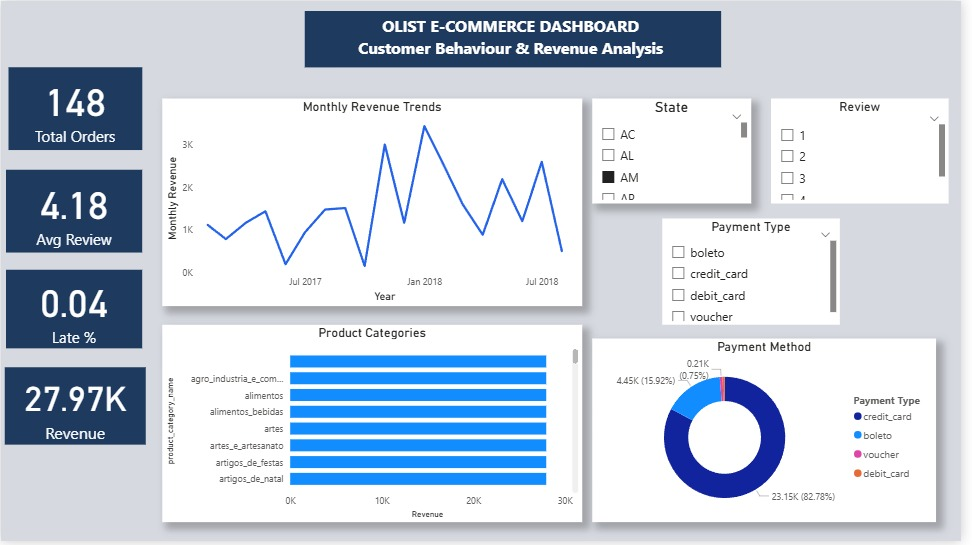 OLIST E-COMMERCE DASHBOARD
Customer Behaviour & Revenue Analysis
148
Total Orders
4.18
Avg Review
0.04
Late %
27.97K
Revenue
Monthly Revenue Trends
Monthly Revenue
3K
2K
1K
0K
Jul 2017
Jan 2018
Jul 2018
Year
State
AC
AL
AM
AP
Review
1
2
3
4
Payment Type
boleto
credit_card
debit_card
voucher
Product Categories
product_category_name
agro_industria_e_com...
alimentos
alimentos_bebidas
artes
artes_e_artesanato
artigos_de_festas
artigos_de_natal
0K
10K
20K
30K
Revenue
Payment Method
0.21K
(0.75%)
4.45K (15.92%)
23.15K (82.78%)
Payment Type
credit_card
boleto
voucher
debit_card